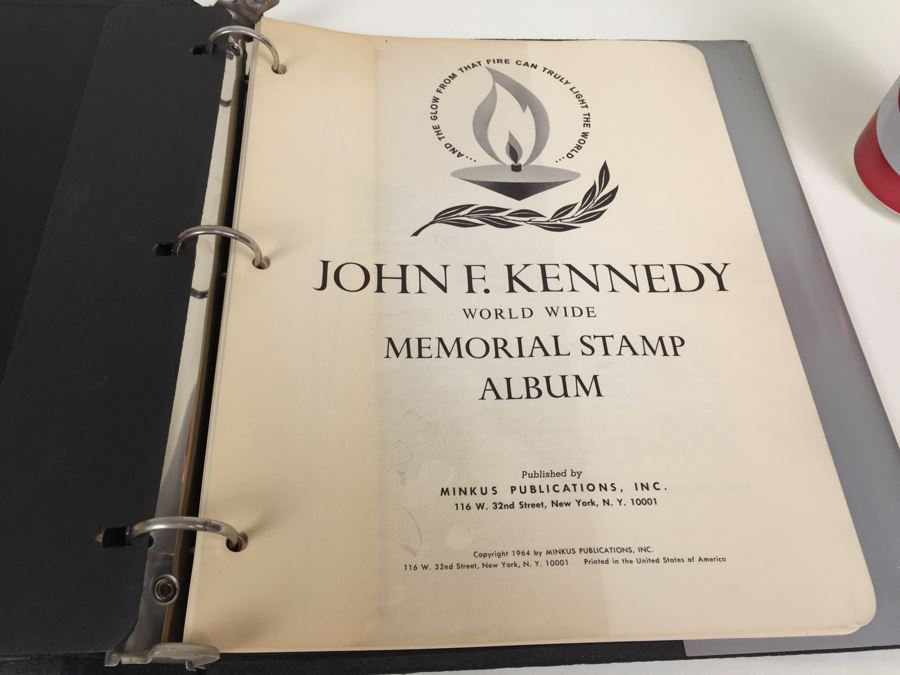 ...AND THE GLOW FROM THAT FIRE CAN TRULY LIGHT THE WORLD...
JOHN F. KENNEDY
WORLD WIDE
MEMORIAL STAMP
ALBUM
Published by
MINKUS PUBLICATIONS, INC.
116 W. 32nd Street, New York, N. Y. 10001
Copyright 1964 by MINKUS PUBLICATIONS, INC.
116 W. 32nd Street, New York, N. Y. 10001 Printed in the United States of America